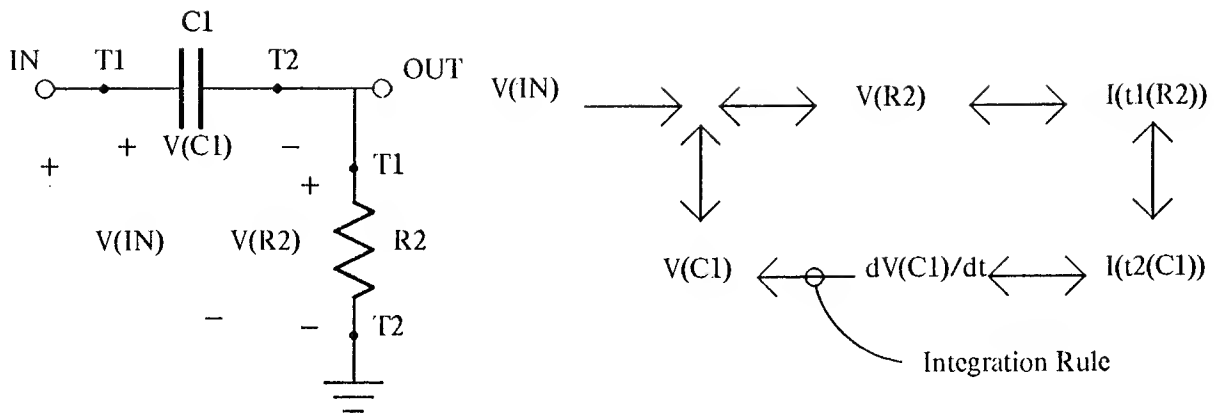 C1
IN
T1
T2
OUT
+
+
V(C1)
−
T1
+
V(IN)
V(R2)
R2
−
−
T2
V(IN)
V(R2)
I(t1(R2))
V(C1)
dV(C1)/dt
I(t2(C1))
Integration Rule